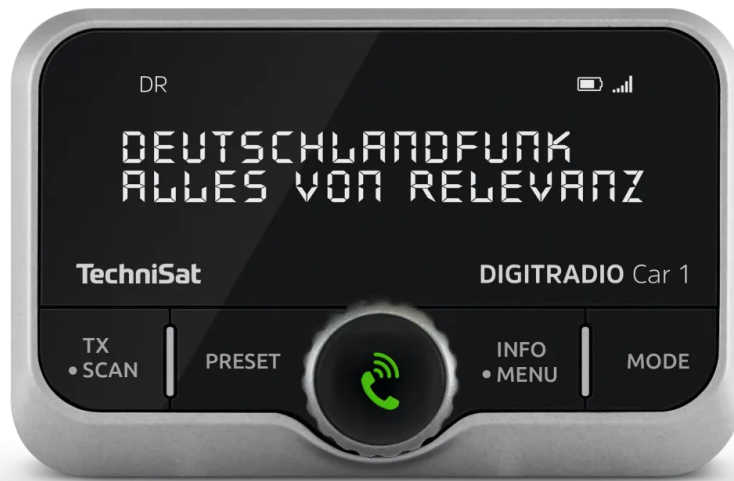 DR
DEUTSCHLANDFUNK
ALLES VON RELEVANZ
TechniSat DIGITRADIO Car 1
TX
• SCAN
PRESET
INFO
• MENU
MODE